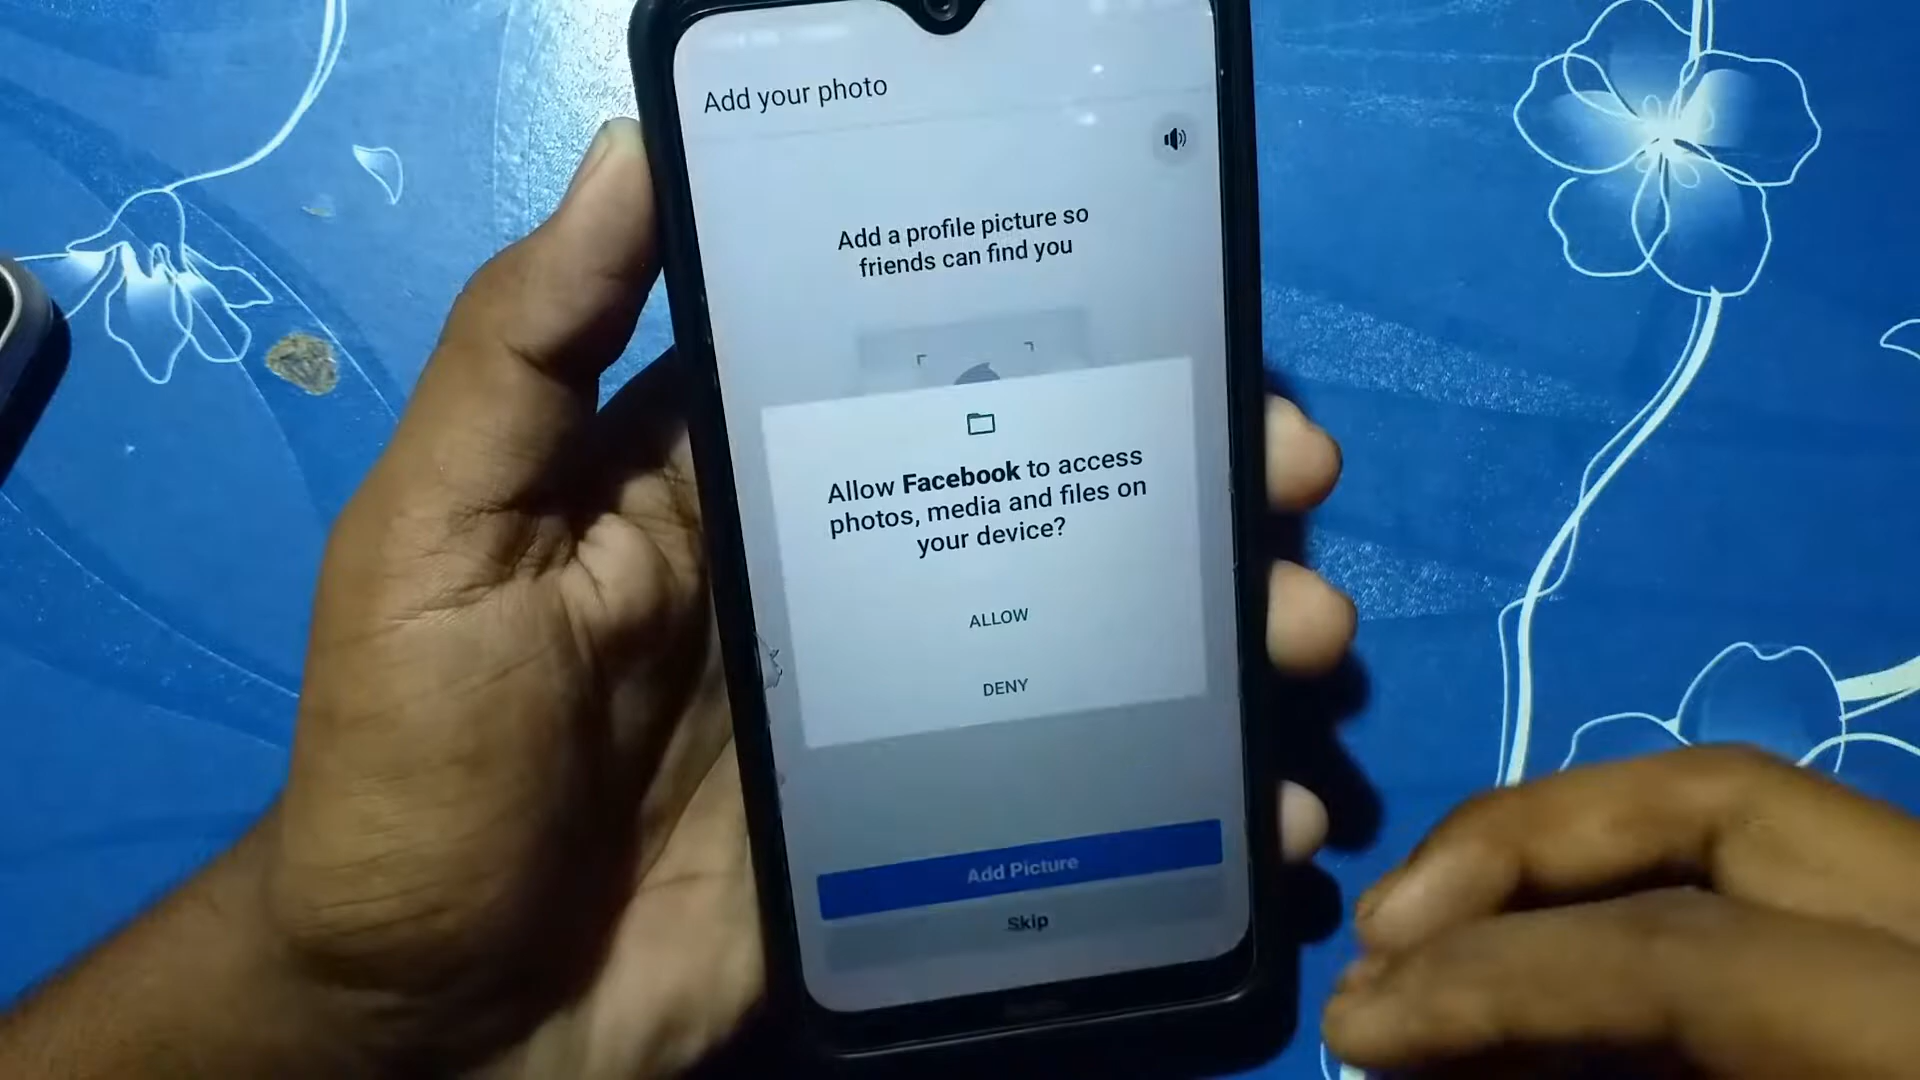 Add your photo
Add a profile picture so
friends can find you
Allow Facebook to access
photos, media and files on
your device?
ALLOW
DENY
Add Picture
Skip